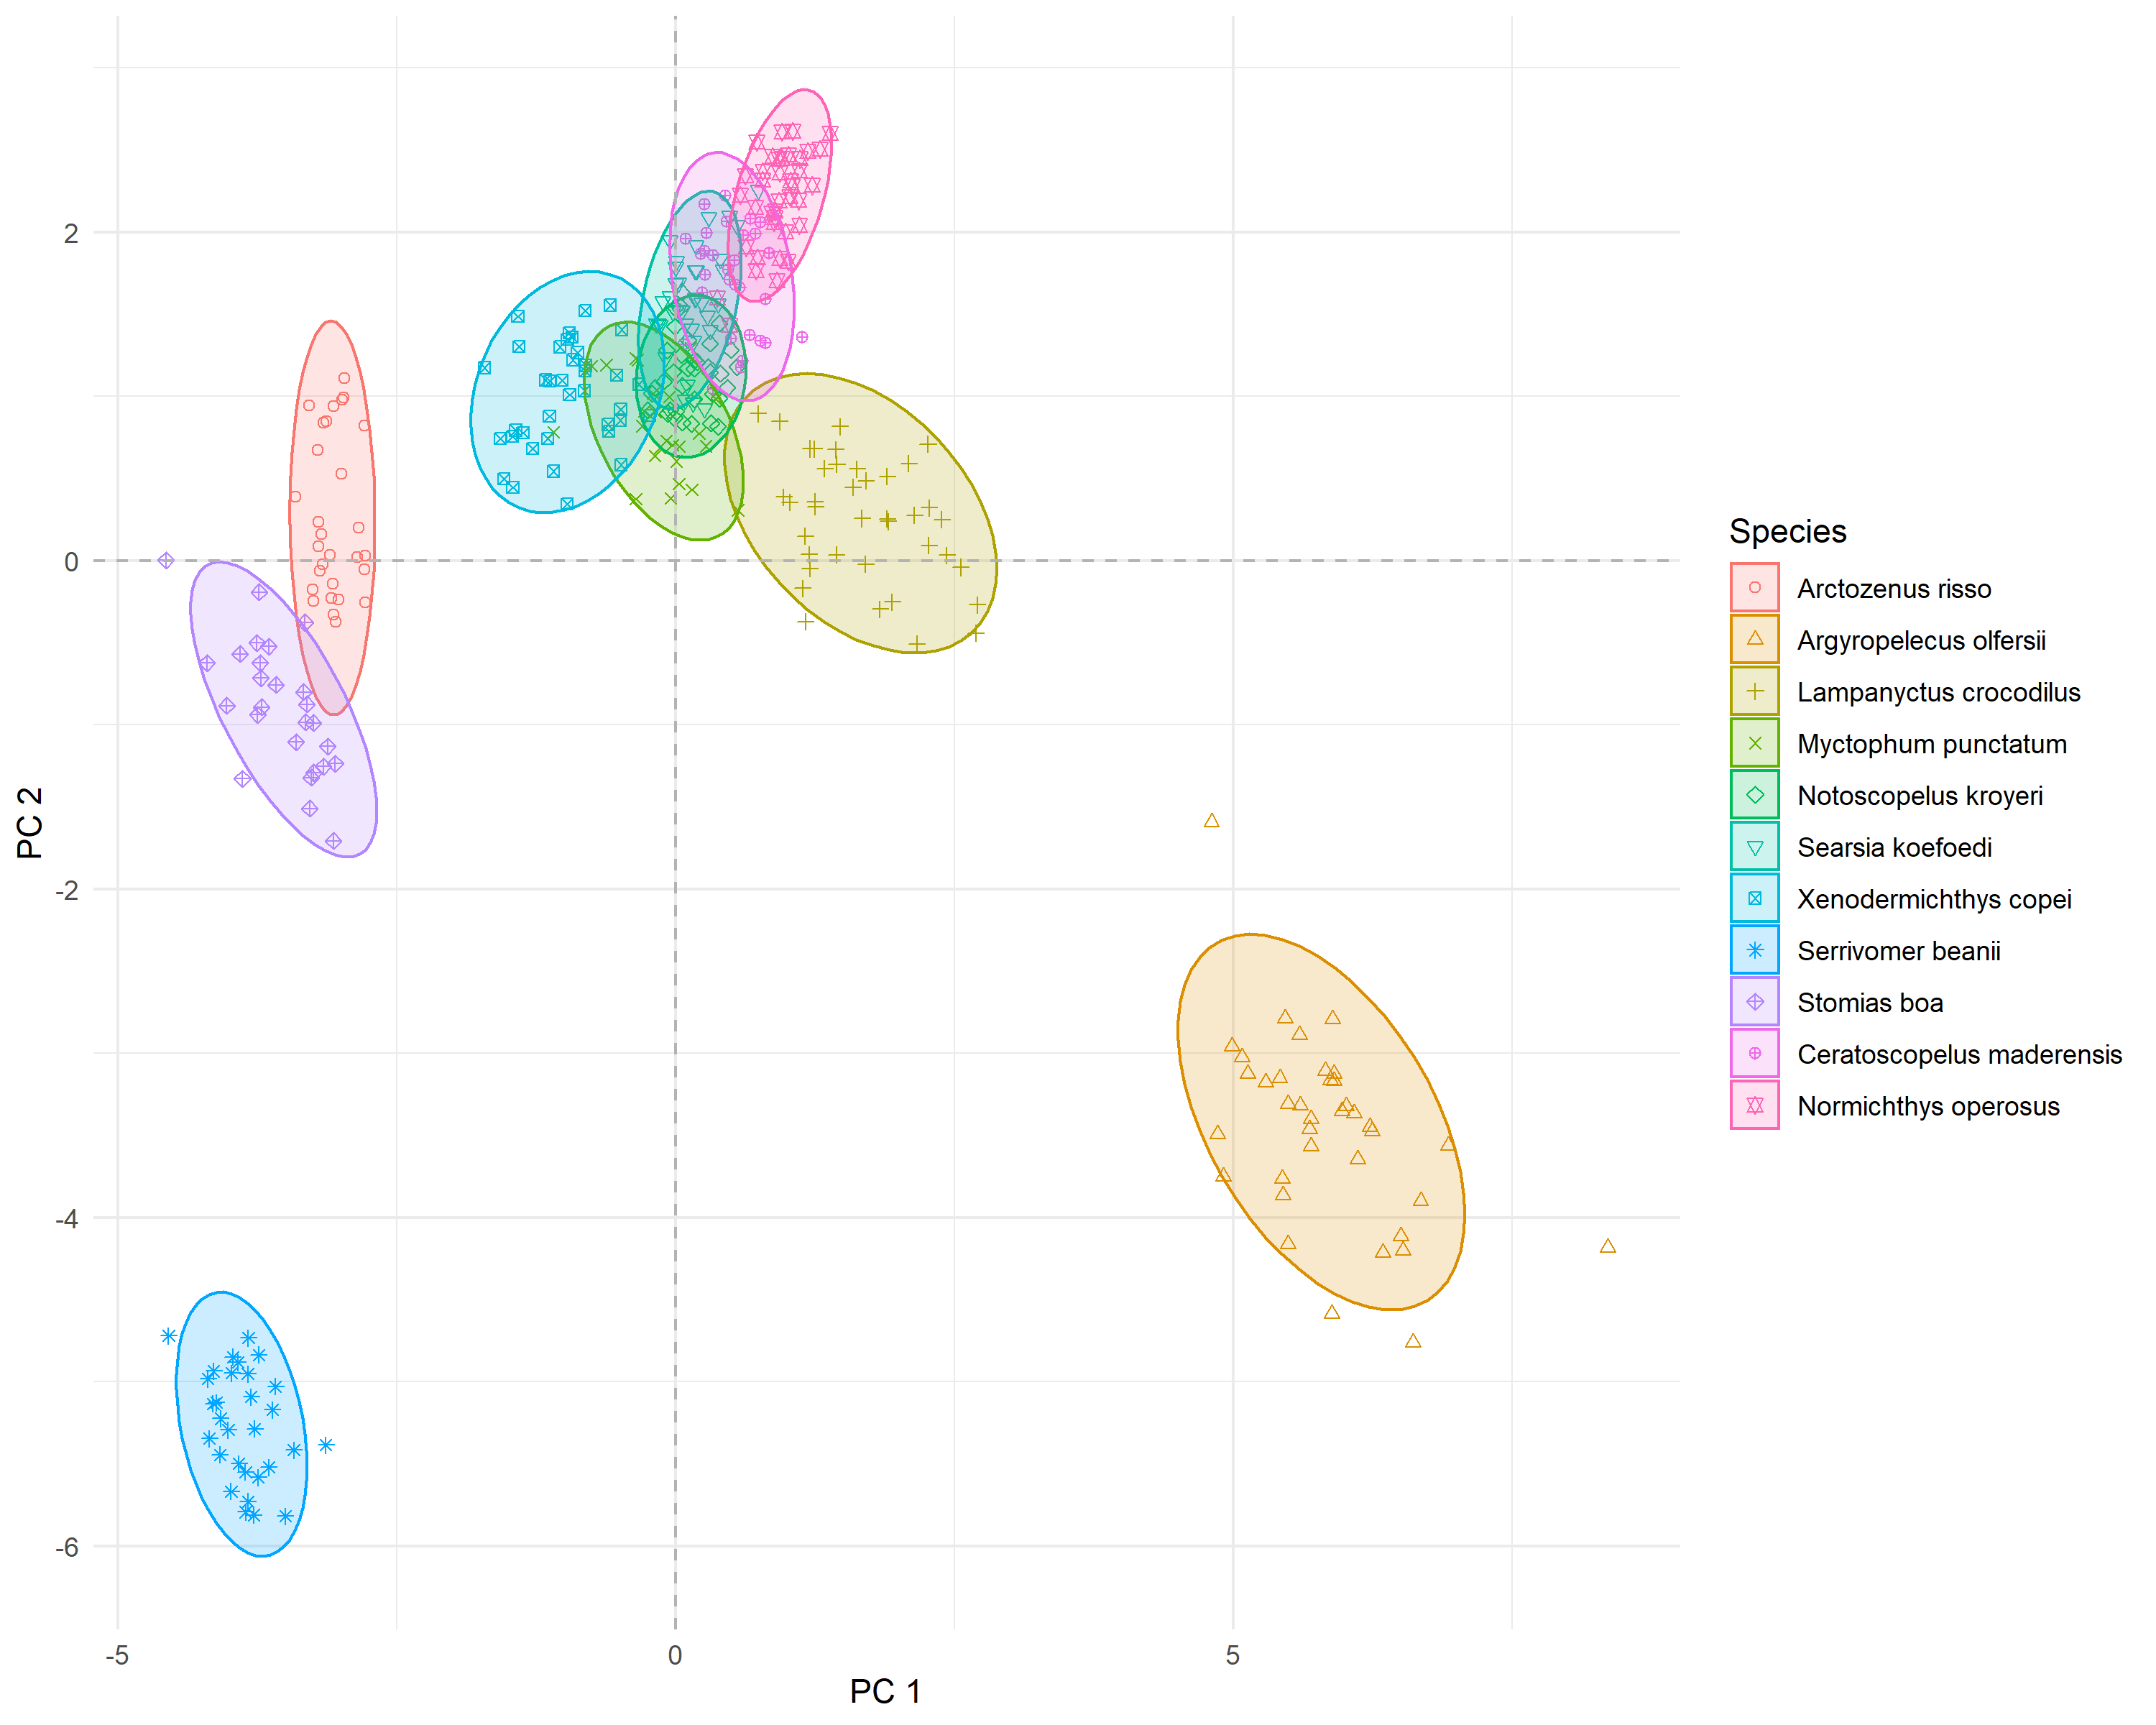 2
0
-2
-4
-6
PC 2
-5
0
5
PC 1
Species
Arctozenus risso
Argyropelecus olfersii
Lampanyctus crocodilus
Myctophum punctatum
Notoscopelus kroyeri
Searsia koefoedi
Xenodermichthys copei
Serrivomer beanii
Stomias boa
Ceratoscopelus maderensis
Normichthys operosus